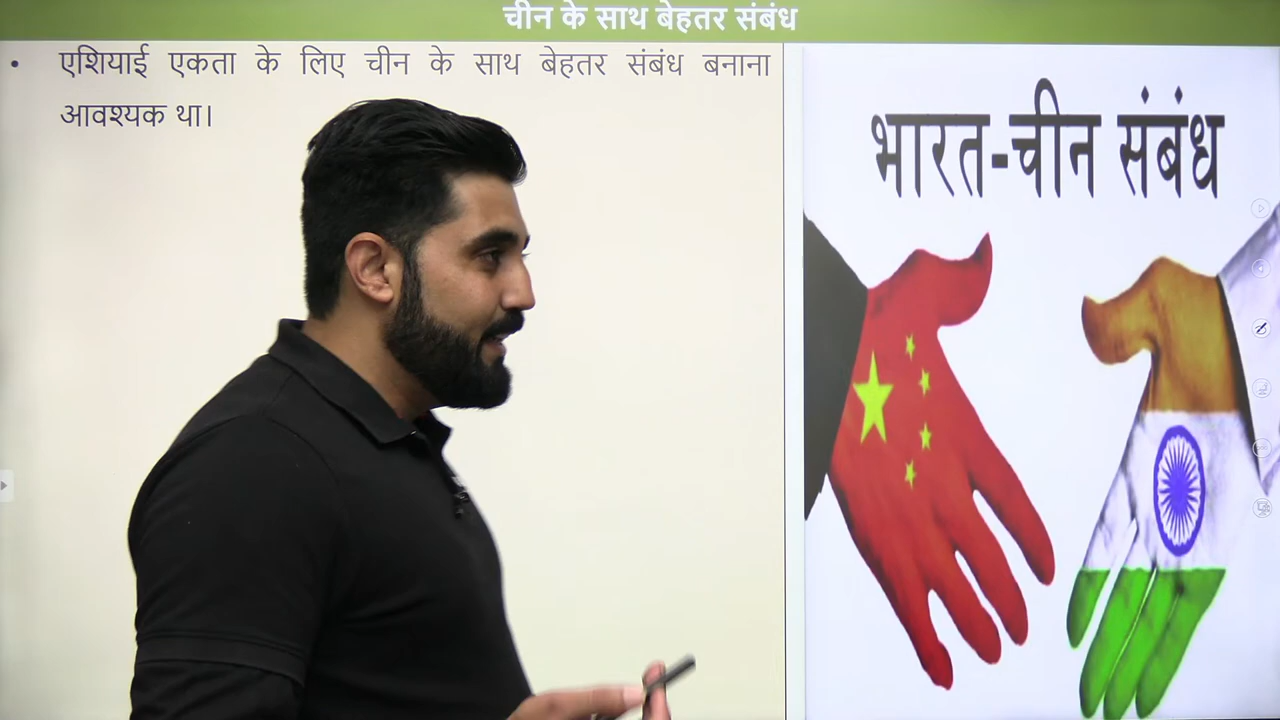 चीन के साथ बेहतर संबंध
• एशियाई एकता के लिए चीन के साथ बेहतर संबंध बनाना
आवश्यक था।
भारत-चीन संबंध